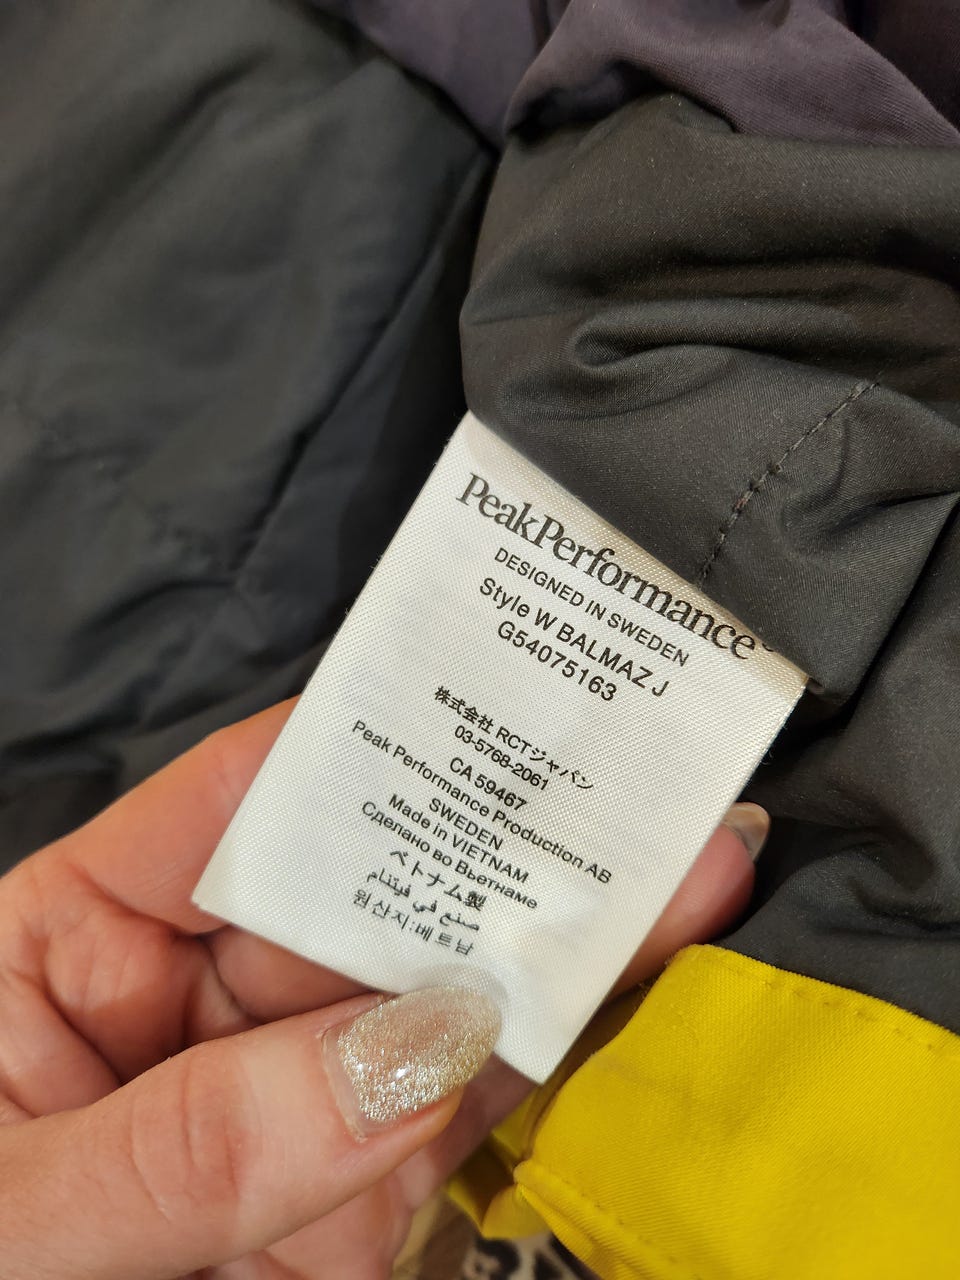 PeakPerformance®
DESIGNED IN SWEDEN
Style W BALMAZ J
G54075163
株式会社 RCTジャパン
03-5768-2061
CA 59467
Peak Performance Production AB
SWEDEN
Made in VIETNAM
Сделано во Вьетнаме
ベトナム製
صنع في فيتنام
원산지:베트남